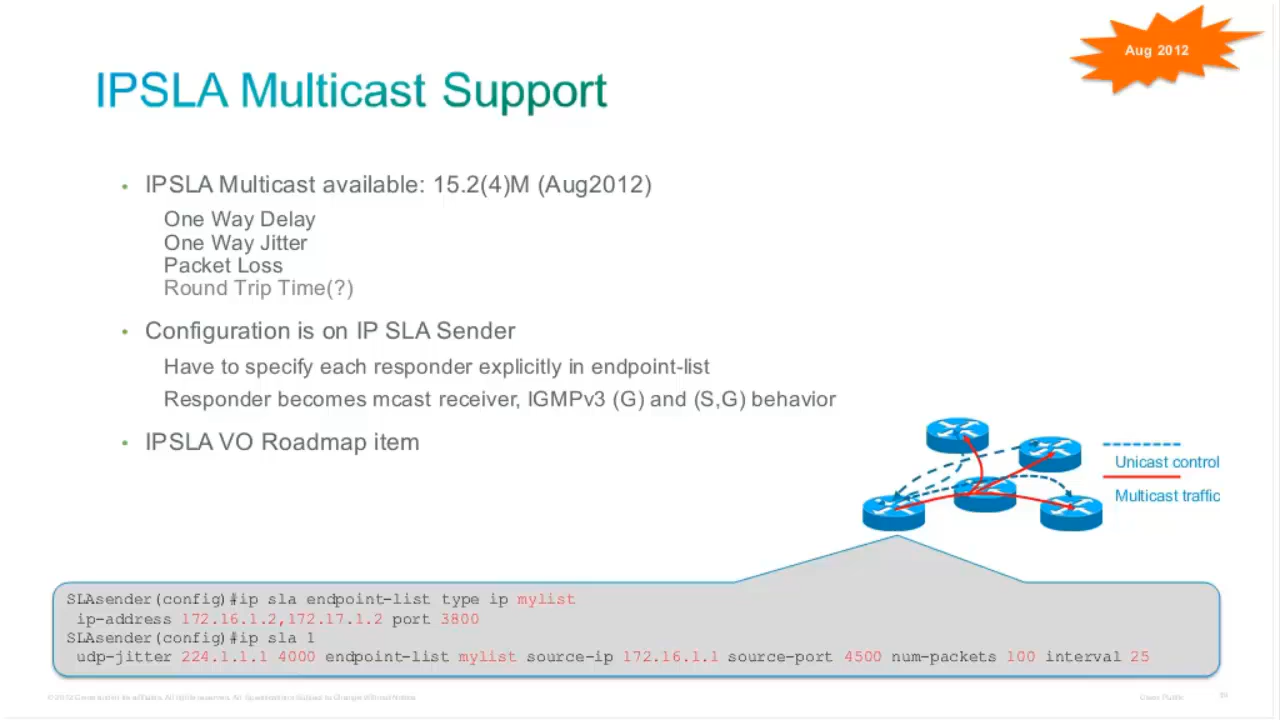 Aug 2012
IPSLA Multicast Support
• IPSLA Multicast available: 15.2(4)M (Aug2012)
One Way Delay
One Way Jitter
Packet Loss
Round Trip Time(?)
• Configuration is on IP SLA Sender
Have to specify each responder explicitly in endpoint-list
Responder becomes mcast receiver, IGMPv3 (G) and (S,G) behavior
• IPSLA VO Roadmap item
Unicast control
Multicast traffic
SLAsender(config)#ip sla endpoint-list type ip mylist
ip-address 172.16.1.2,172.17.1.2 port 3800
SLAsender(config)#ip sla 1
udp-jitter 224.1.1.1 4000 endpoint-list mylist source-ip 172.16.1.1 source-port 4500 num-packets 100 interval 25